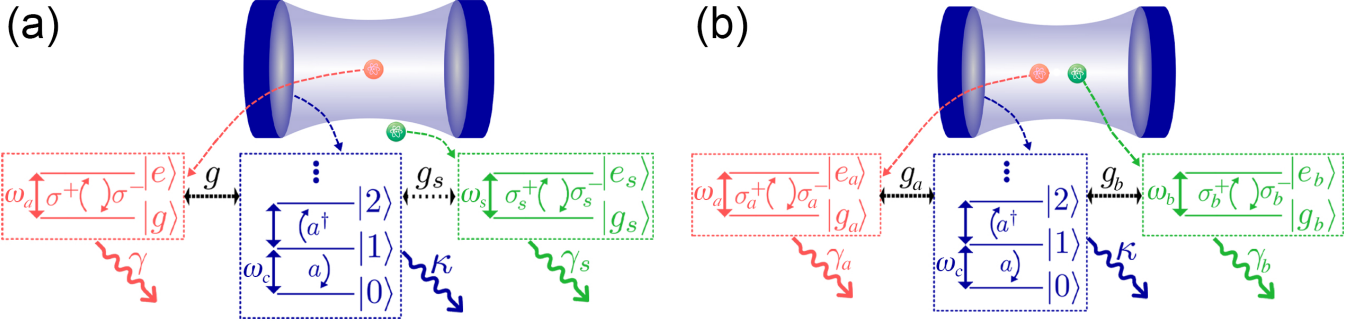 (a)
(b)
ω_a σ⁺ σ⁻ |e⟩
|g⟩
γ
g
⋮
|2⟩
a†
|1⟩
ω_c a
|0⟩
κ
g_s
ω_s σ_s⁺ σ_s⁻ |e_s⟩
|g_s⟩
γ_s
ω_a σ_a⁺ σ_a⁻ |e_a⟩
|g_a⟩
γ_a
g_a
⋮
|2⟩
a†
|1⟩
ω_c a
|0⟩
κ
g_b
ω_b σ_b⁺ σ_b⁻ |e_b⟩
|g_b⟩
γ_b